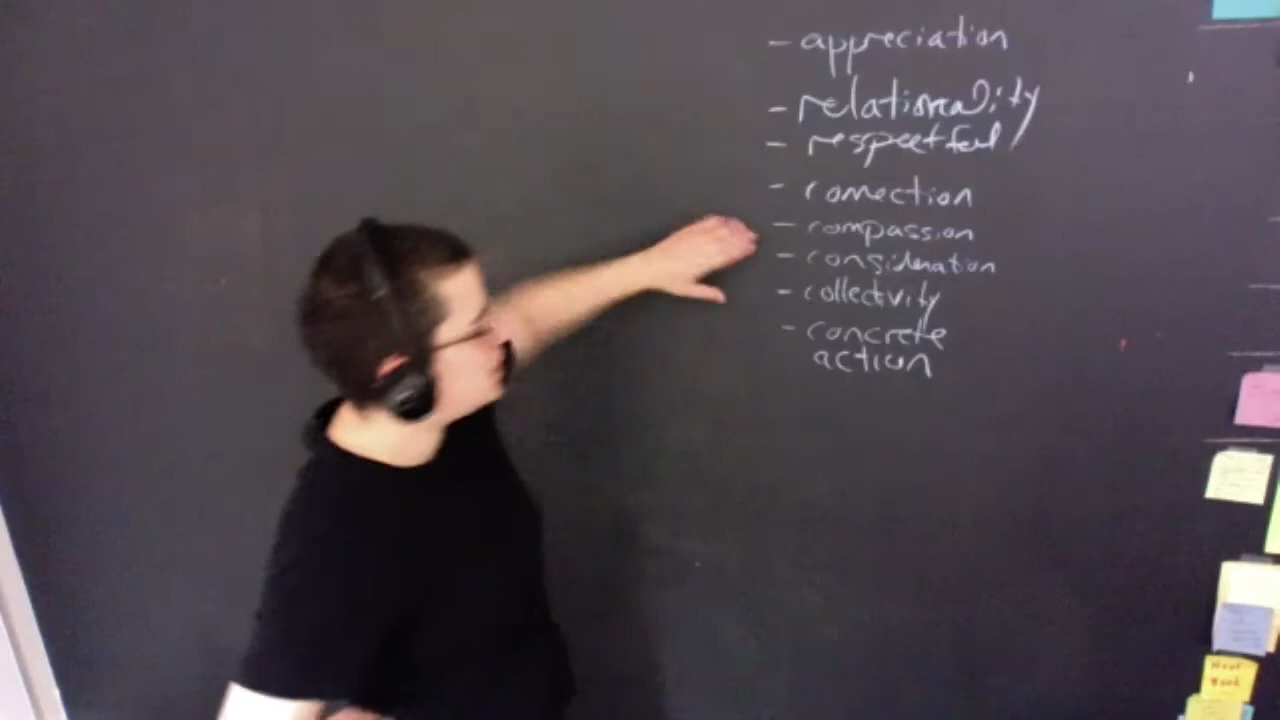 - appreciation
- relationality
- respectful
- connection
- compassion
- consideration
- collectivity
- concrete
action